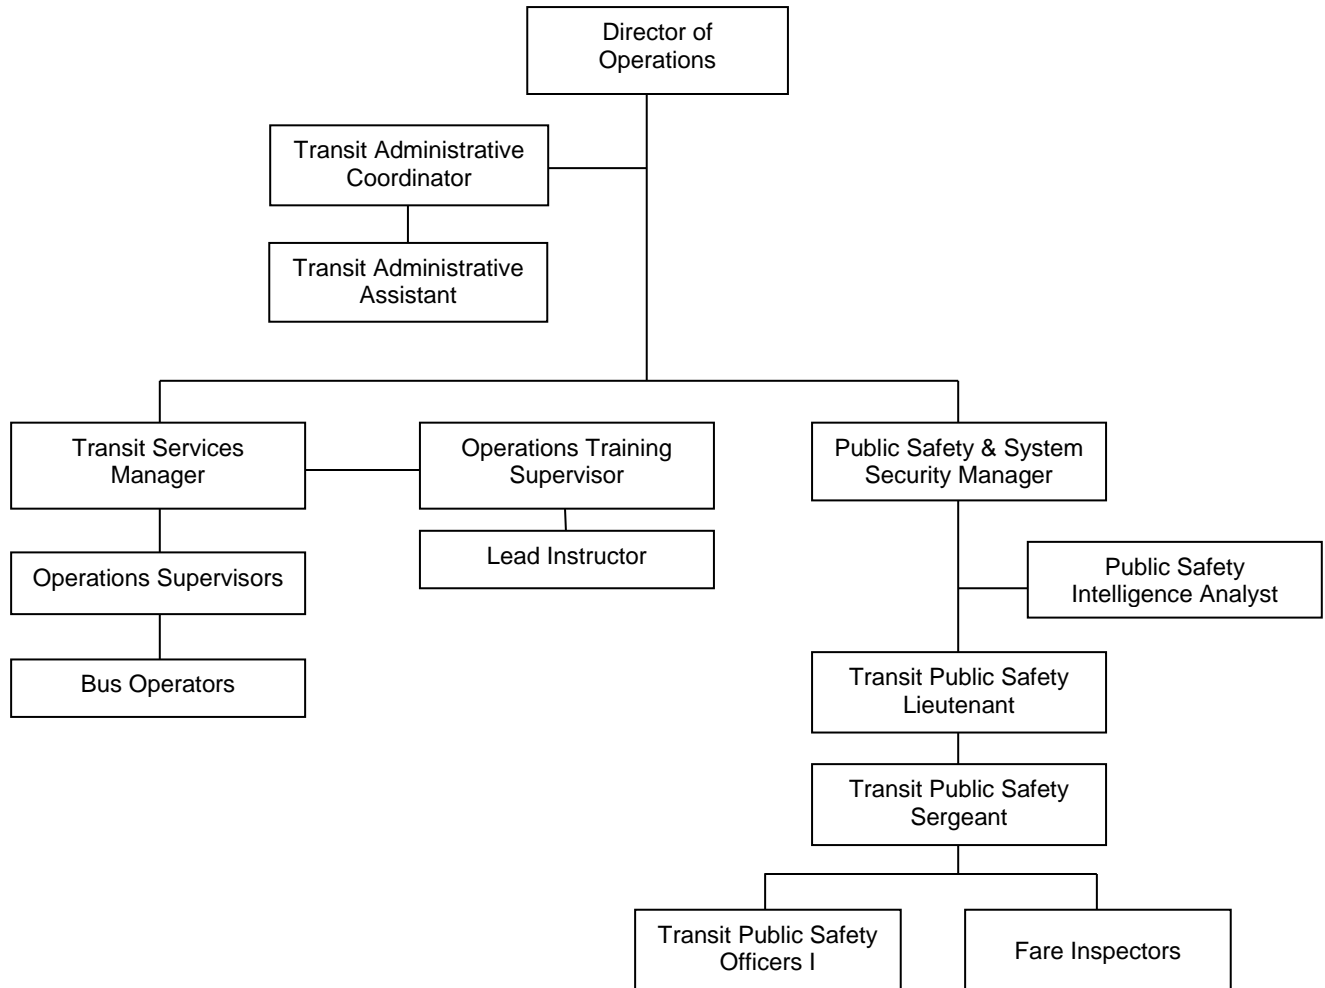 Director of
Operations
Transit Administrative
Coordinator
Transit Administrative
Assistant
Transit Services
Manager
Operations Training
Supervisor
Public Safety & System
Security Manager
Lead Instructor
Operations Supervisors
Public Safety
Intelligence Analyst
Bus Operators
Transit Public Safety
Lieutenant
Transit Public Safety
Sergeant
Transit Public Safety
Officers I
Fare Inspectors